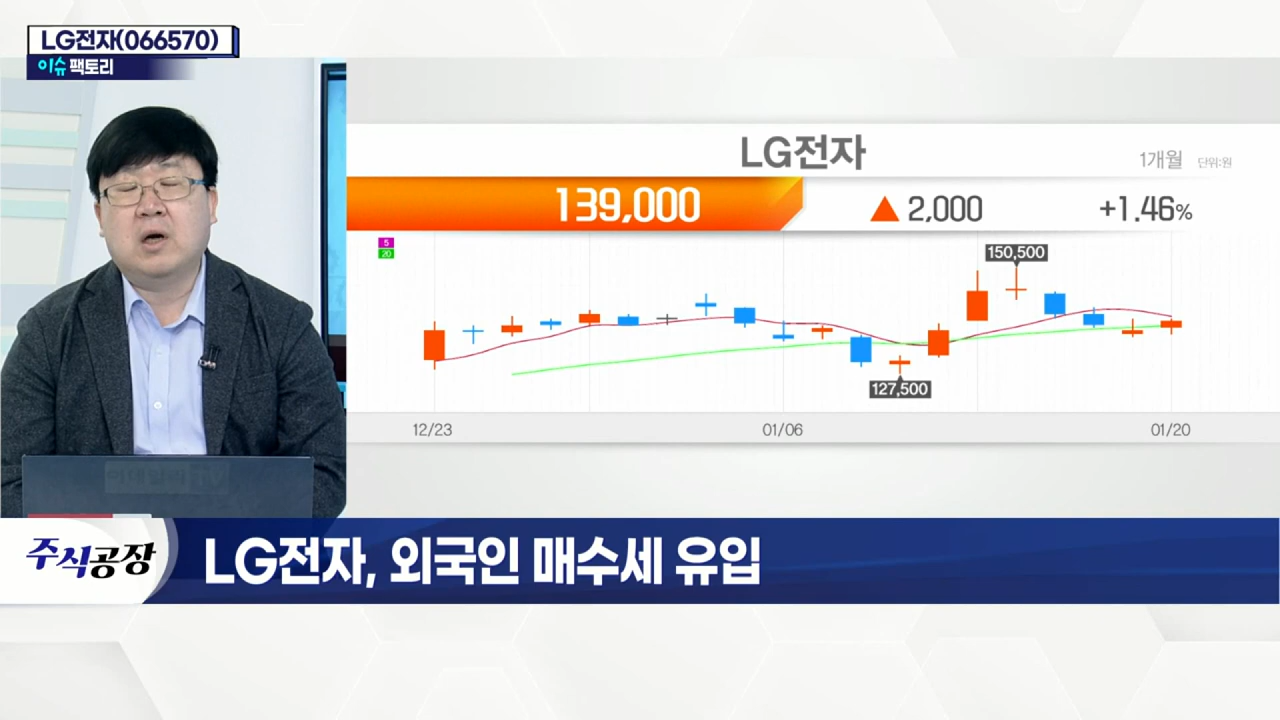 LG전자(066570)
이슈 팩토리
LG전자
1개월 단위:원
139,000 ▲ 2,000 +1.46%
5
20
150,500
127,500
12/23 01/06 01/20
주식공장
LG전자, 외국인 매수세 유입